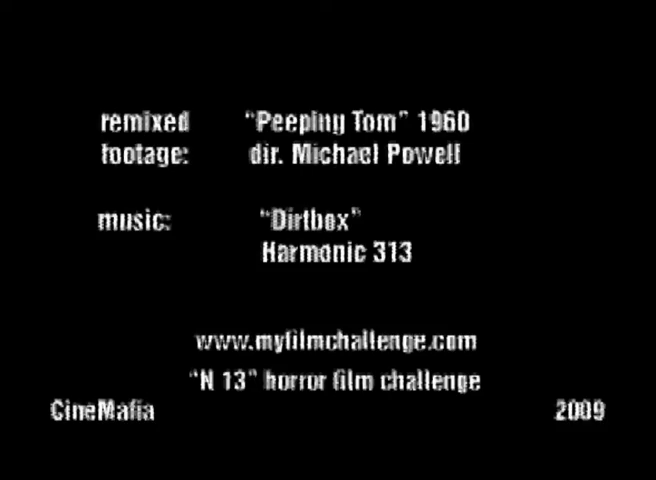 remixed "Peeping Tom" 1960
footage: dir. Michael Powell
music: "Dirtbox"
Harmonic 313
www.myfilmchallenge.com
"N 13" horror film challenge
CineMafia 2009